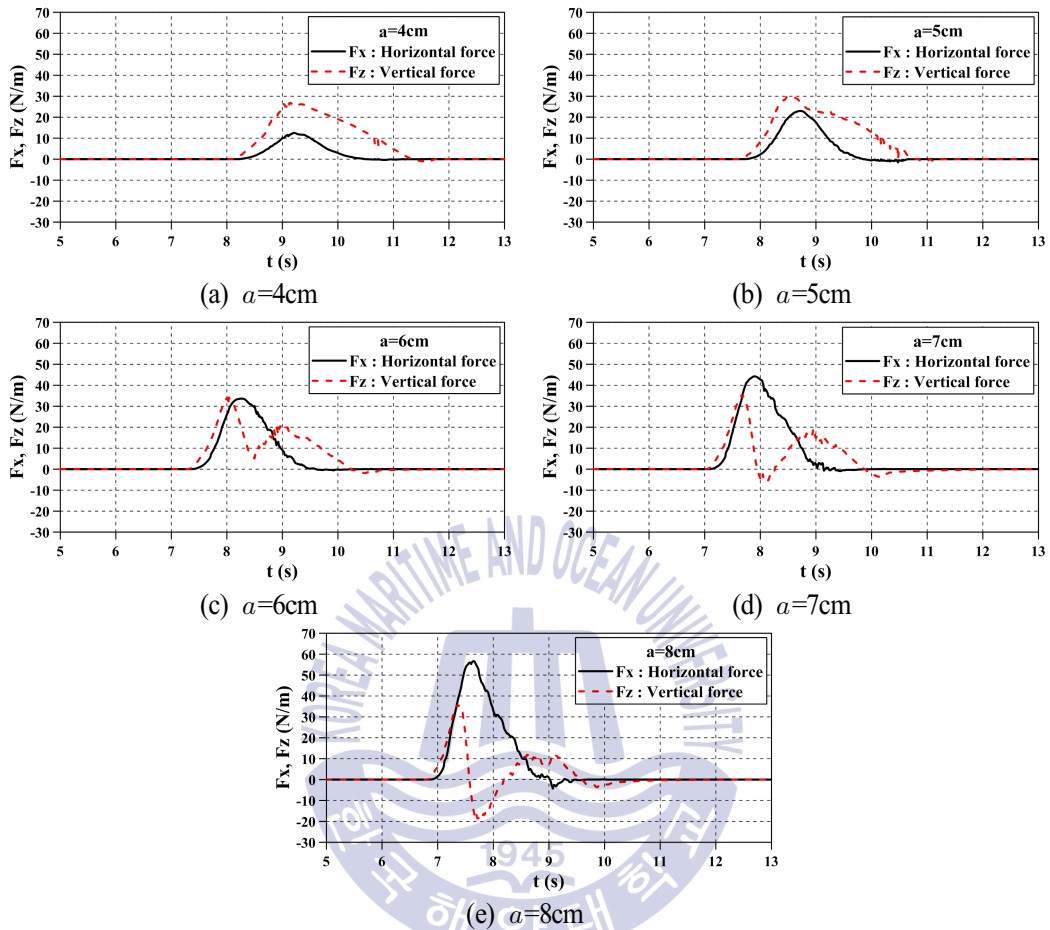 a=4cm
Fx : Horizontal force
Fz : Vertical force
Fx, Fz (N/m)
70
60
50
40
30
20
10
0
-10
-20
-30
5 6 7 8 9 10 11 12 13
t (s)
(a) a=4cm
a=5cm
Fx : Horizontal force
Fz : Vertical force
Fx, Fz (N/m)
70
60
50
40
30
20
10
0
-10
-20
-30
5 6 7 8 9 10 11 12 13
t (s)
(b) a=5cm
a=6cm
Fx : Horizontal force
Fz : Vertical force
Fx, Fz (N/m)
70
60
50
40
30
20
10
0
-10
-20
-30
5 6 7 8 9 10 11 12 13
t (s)
(c) a=6cm
a=7cm
Fx : Horizontal force
Fz : Vertical force
Fx, Fz (N/m)
70
60
50
40
30
20
10
0
-10
-20
-30
5 6 7 8 9 10 11 12 13
t (s)
(d) a=7cm
a=8cm
Fx : Horizontal force
Fz : Vertical force
Fx, Fz (N/m)
70
60
50
40
30
20
10
0
-10
-20
-30
5 6 7 8 9 10 11 12 13
t (s)
(e) a=8cm
KOREA MARITIME AND OCEAN UNIVERSITY
1945